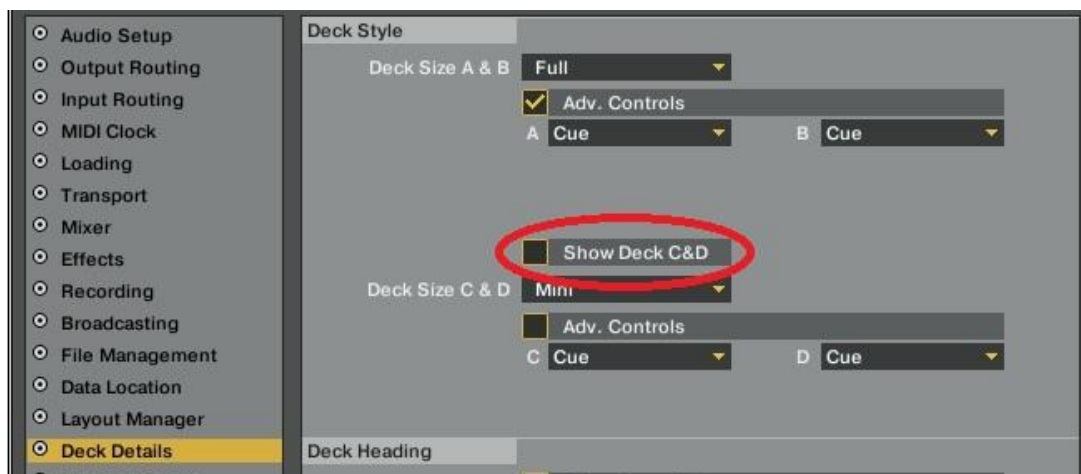 Audio Setup
Output Routing
Input Routing
MIDI Clock
Loading
Transport
Mixer
Effects
Recording
Broadcasting
File Management
Data Location
Layout Manager
Deck Details
Deck Style
Deck Size A & B Full
Adv. Controls
A Cue B Cue
Show Deck C&D
Deck Size C & D Mini
Adv. Controls
C Cue D Cue
Deck Heading